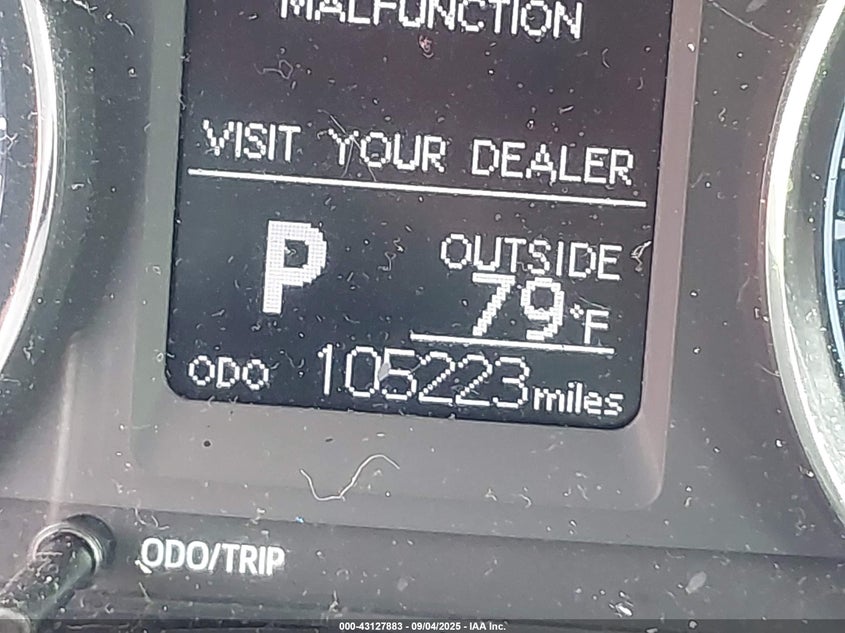 MALFUNCTION
VISIT YOUR DEALER
P
OUTSIDE
79°F
ODO 105223 miles
ODO/TRIP
000-43127883 - 09/04/2025 - IAA Inc.